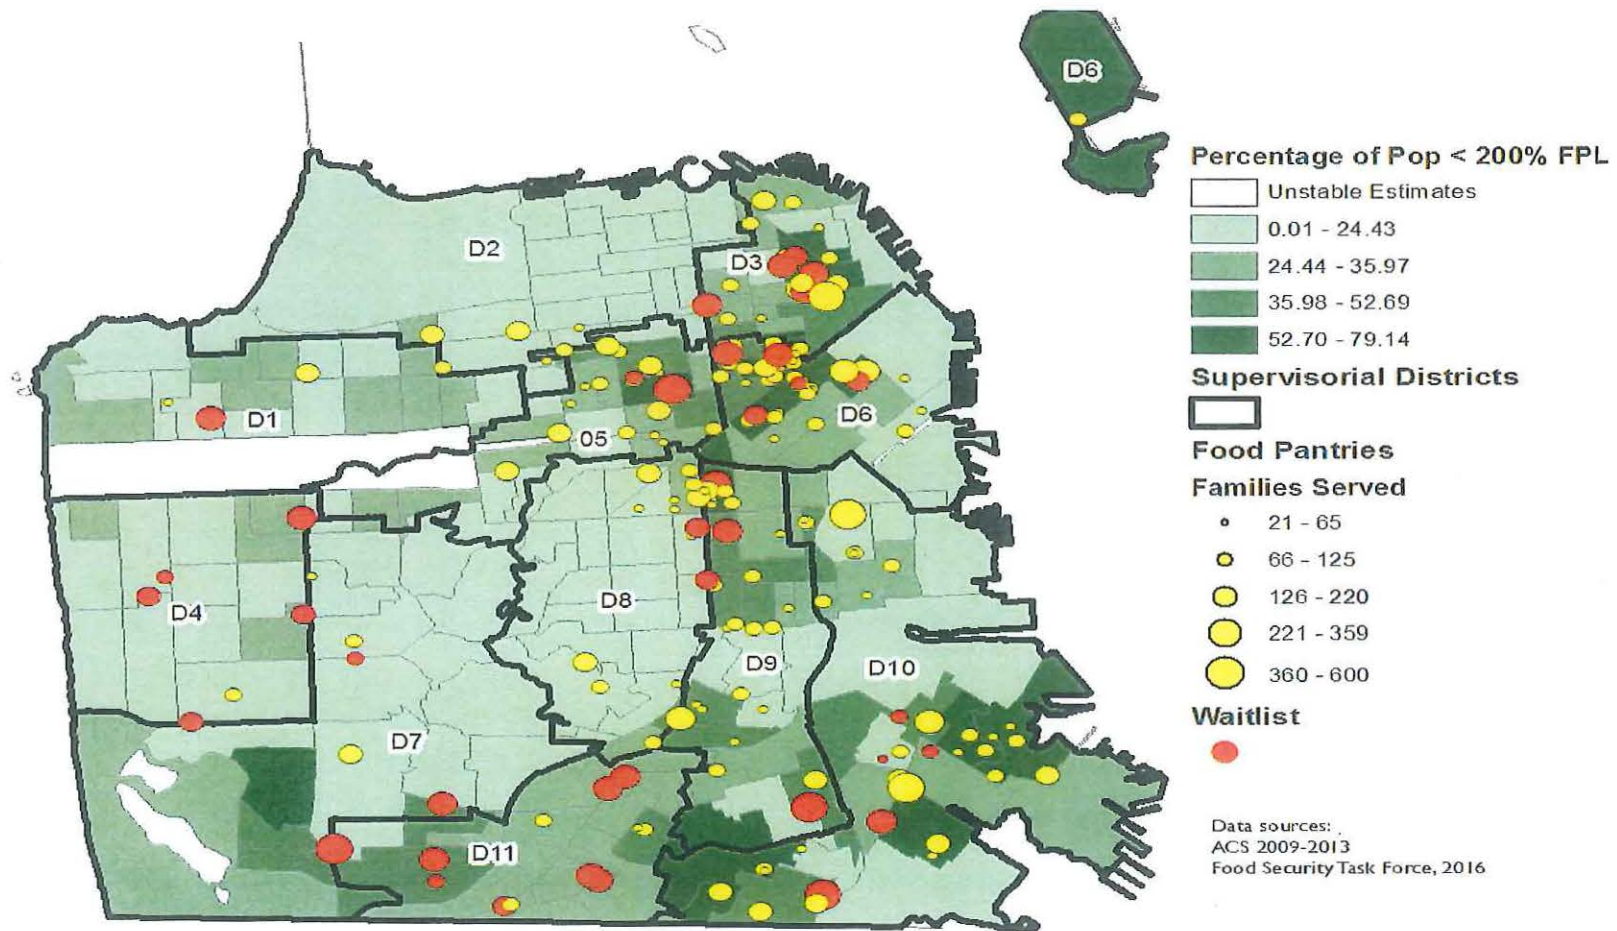 D6
D2
D3
D1
05
D6
D4
D8
D9
D10
D7
D11
Percentage of Pop < 200% FPL
Unstable Estimates
0.01 - 24.43
24.44 - 35.97
35.98 - 52.69
52.70 - 79.14
Supervisorial Districts
Food Pantries
Families Served
21 - 65
66 - 125
126 - 220
221 - 359
360 - 600
Waitlist
Data sources:
ACS 2009-2013
Food Security Task Force, 2016